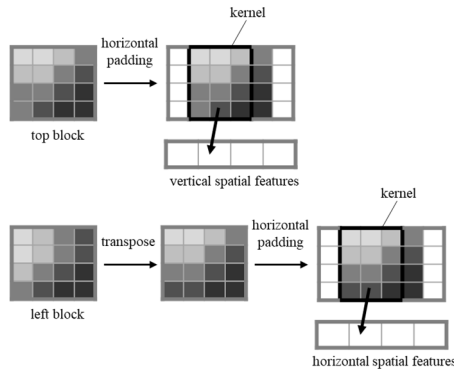 kernel
horizontal
padding
top block
vertical spatial features
kernel
transpose
horizontal
padding
left block
horizontal spatial features